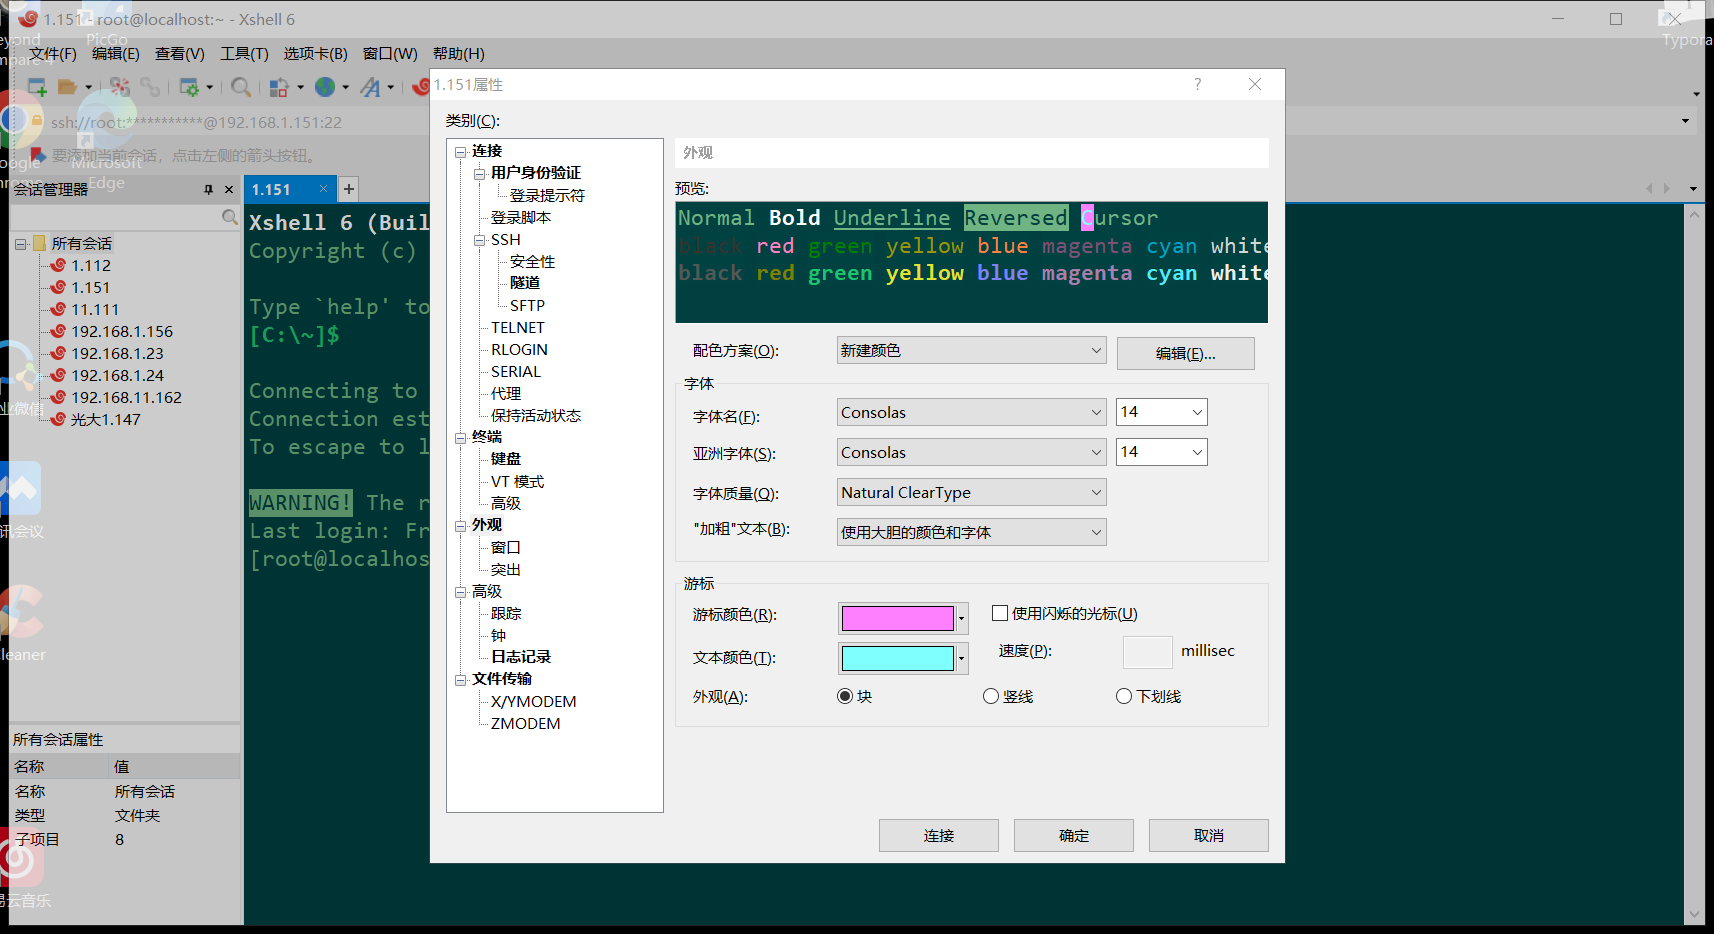 1.151 - root@localhost:~ - Xshell 6
PicGo
Typora
文件(F) 编辑(E) 查看(V) 工具(T) 选项卡(B) 窗口(W) 帮助(H)
ssh://root:***********@192.168.1.151:22
要添加当前会话，点击左侧的箭头按钮。
Microsoft
Edge
会话管理器
所有会话
1.112
1.151
11.111
192.168.1.156
192.168.1.23
192.168.1.24
192.168.11.162
光大1.147
所有会话属性
名称 值
名称 所有会话
类型 文件夹
子项目 8
1.151
Xshell 6 (Buil
Copyright (c)
Type `help' to
[C:\~]$
Connecting to
Connection est
To escape to l
WARNING! The r
Last login: Fr
[root@localhos
1.151属性
?
类别(C):
连接
用户身份验证
登录提示符
登录脚本
SSH
安全性
隧道
SFTP
TELNET
RLOGIN
SERIAL
代理
保持活动状态
终端
键盘
VT 模式
高级
外观
窗口
突出
高级
跟踪
钟
日志记录
文件传输
X/YMODEM
ZMODEM
外观
预览:
Normal Bold Underline Reversed Cursor
black red green yellow blue magenta cyan white
black red green yellow blue magenta cyan white
配色方案(O): 新建颜色 编辑(E)...
字体
字体名(F): Consolas 14
亚洲字体(S): Consolas 14
字体质量(Q): Natural ClearType
"加粗"文本(B): 使用大胆的颜色和字体
游标
游标颜色(R): 使用闪烁的光标(U)
文本颜色(T): 速度(P): millisec
外观(A): 块 竖线 下划线
连接 确定 取消